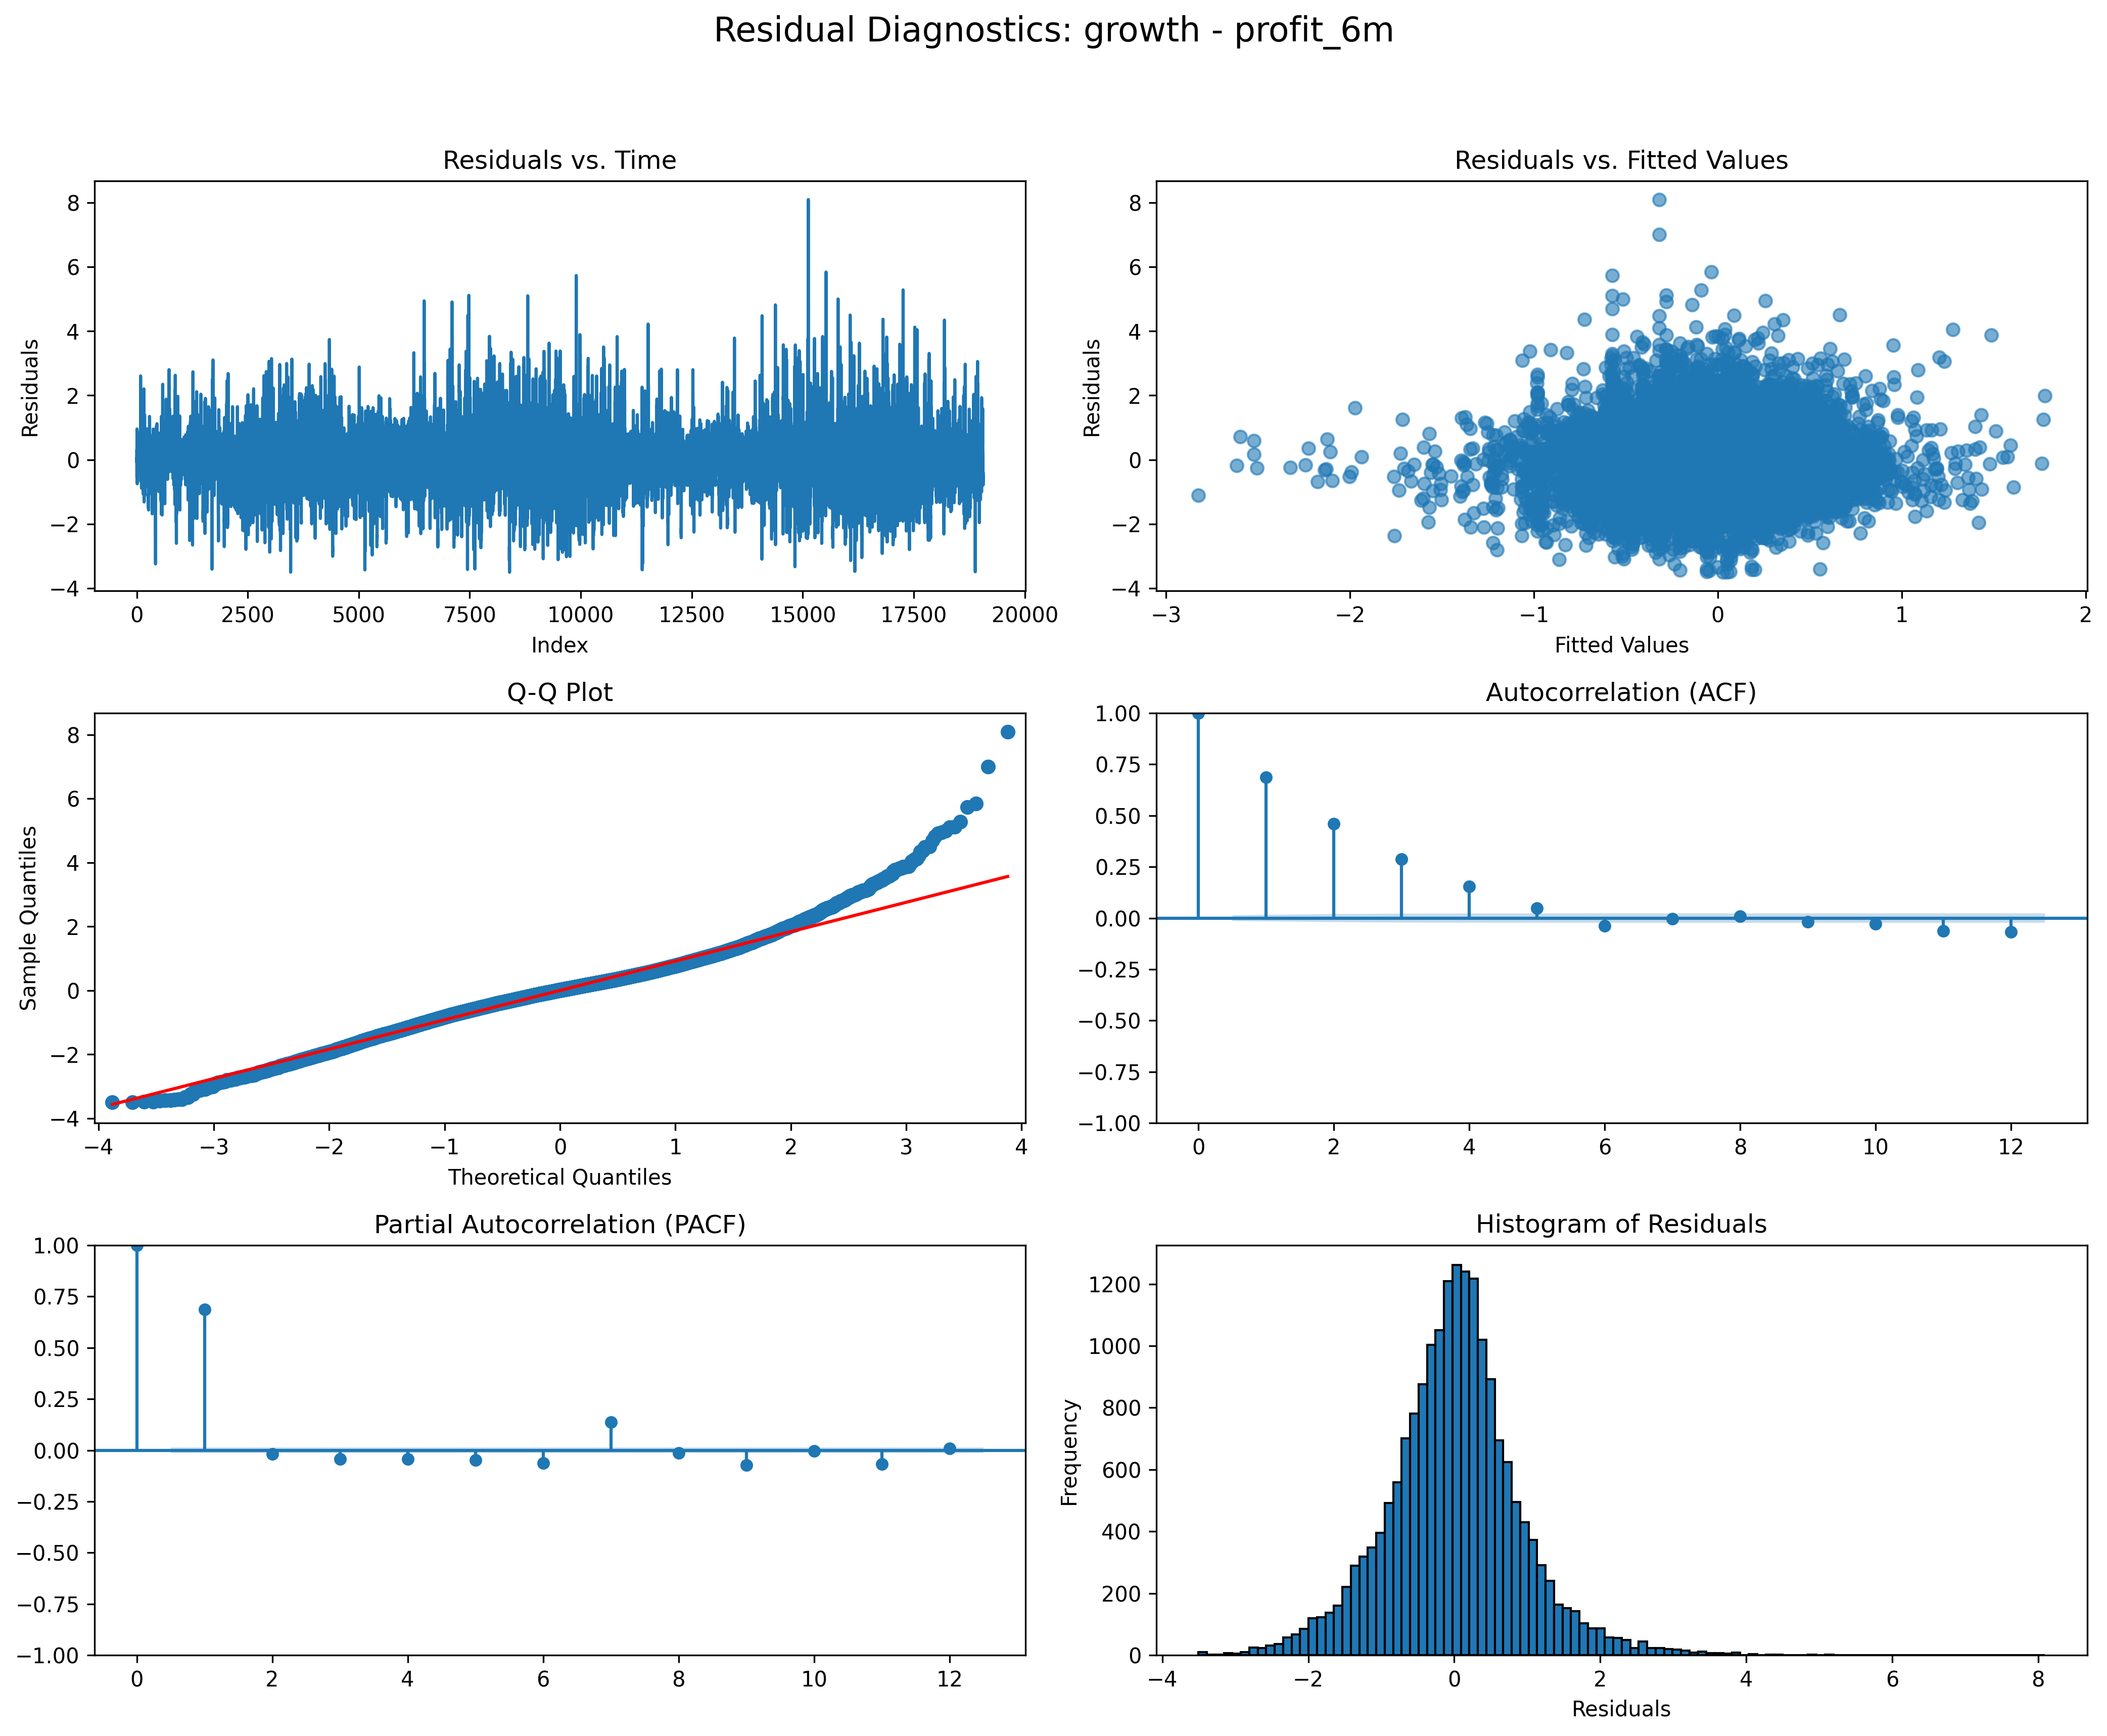 Residual Diagnostics: growth - profit_6m
Residuals vs. Time
8
6
4
2
0
−2
−4
Residuals
0 2500 5000 7500 10000 12500 15000 17500 20000
Index
Residuals vs. Fitted Values
8
6
4
2
0
−2
−4
Residuals
−3 −2 −1 0 1 2
Fitted Values
Q-Q Plot
8
6
4
2
0
−2
−4
Sample Quantiles
−4 −3 −2 −1 0 1 2 3 4
Theoretical Quantiles
Autocorrelation (ACF)
1.00
0.75
0.50
0.25
0.00
−0.25
−0.50
−0.75
−1.00
0 2 4 6 8 10 12
Partial Autocorrelation (PACF)
1.00
0.75
0.50
0.25
0.00
−0.25
−0.50
−0.75
−1.00
0 2 4 6 8 10 12
Histogram of Residuals
1200
1000
800
600
400
200
0
Frequency
−4 −2 0 2 4 6 8
Residuals